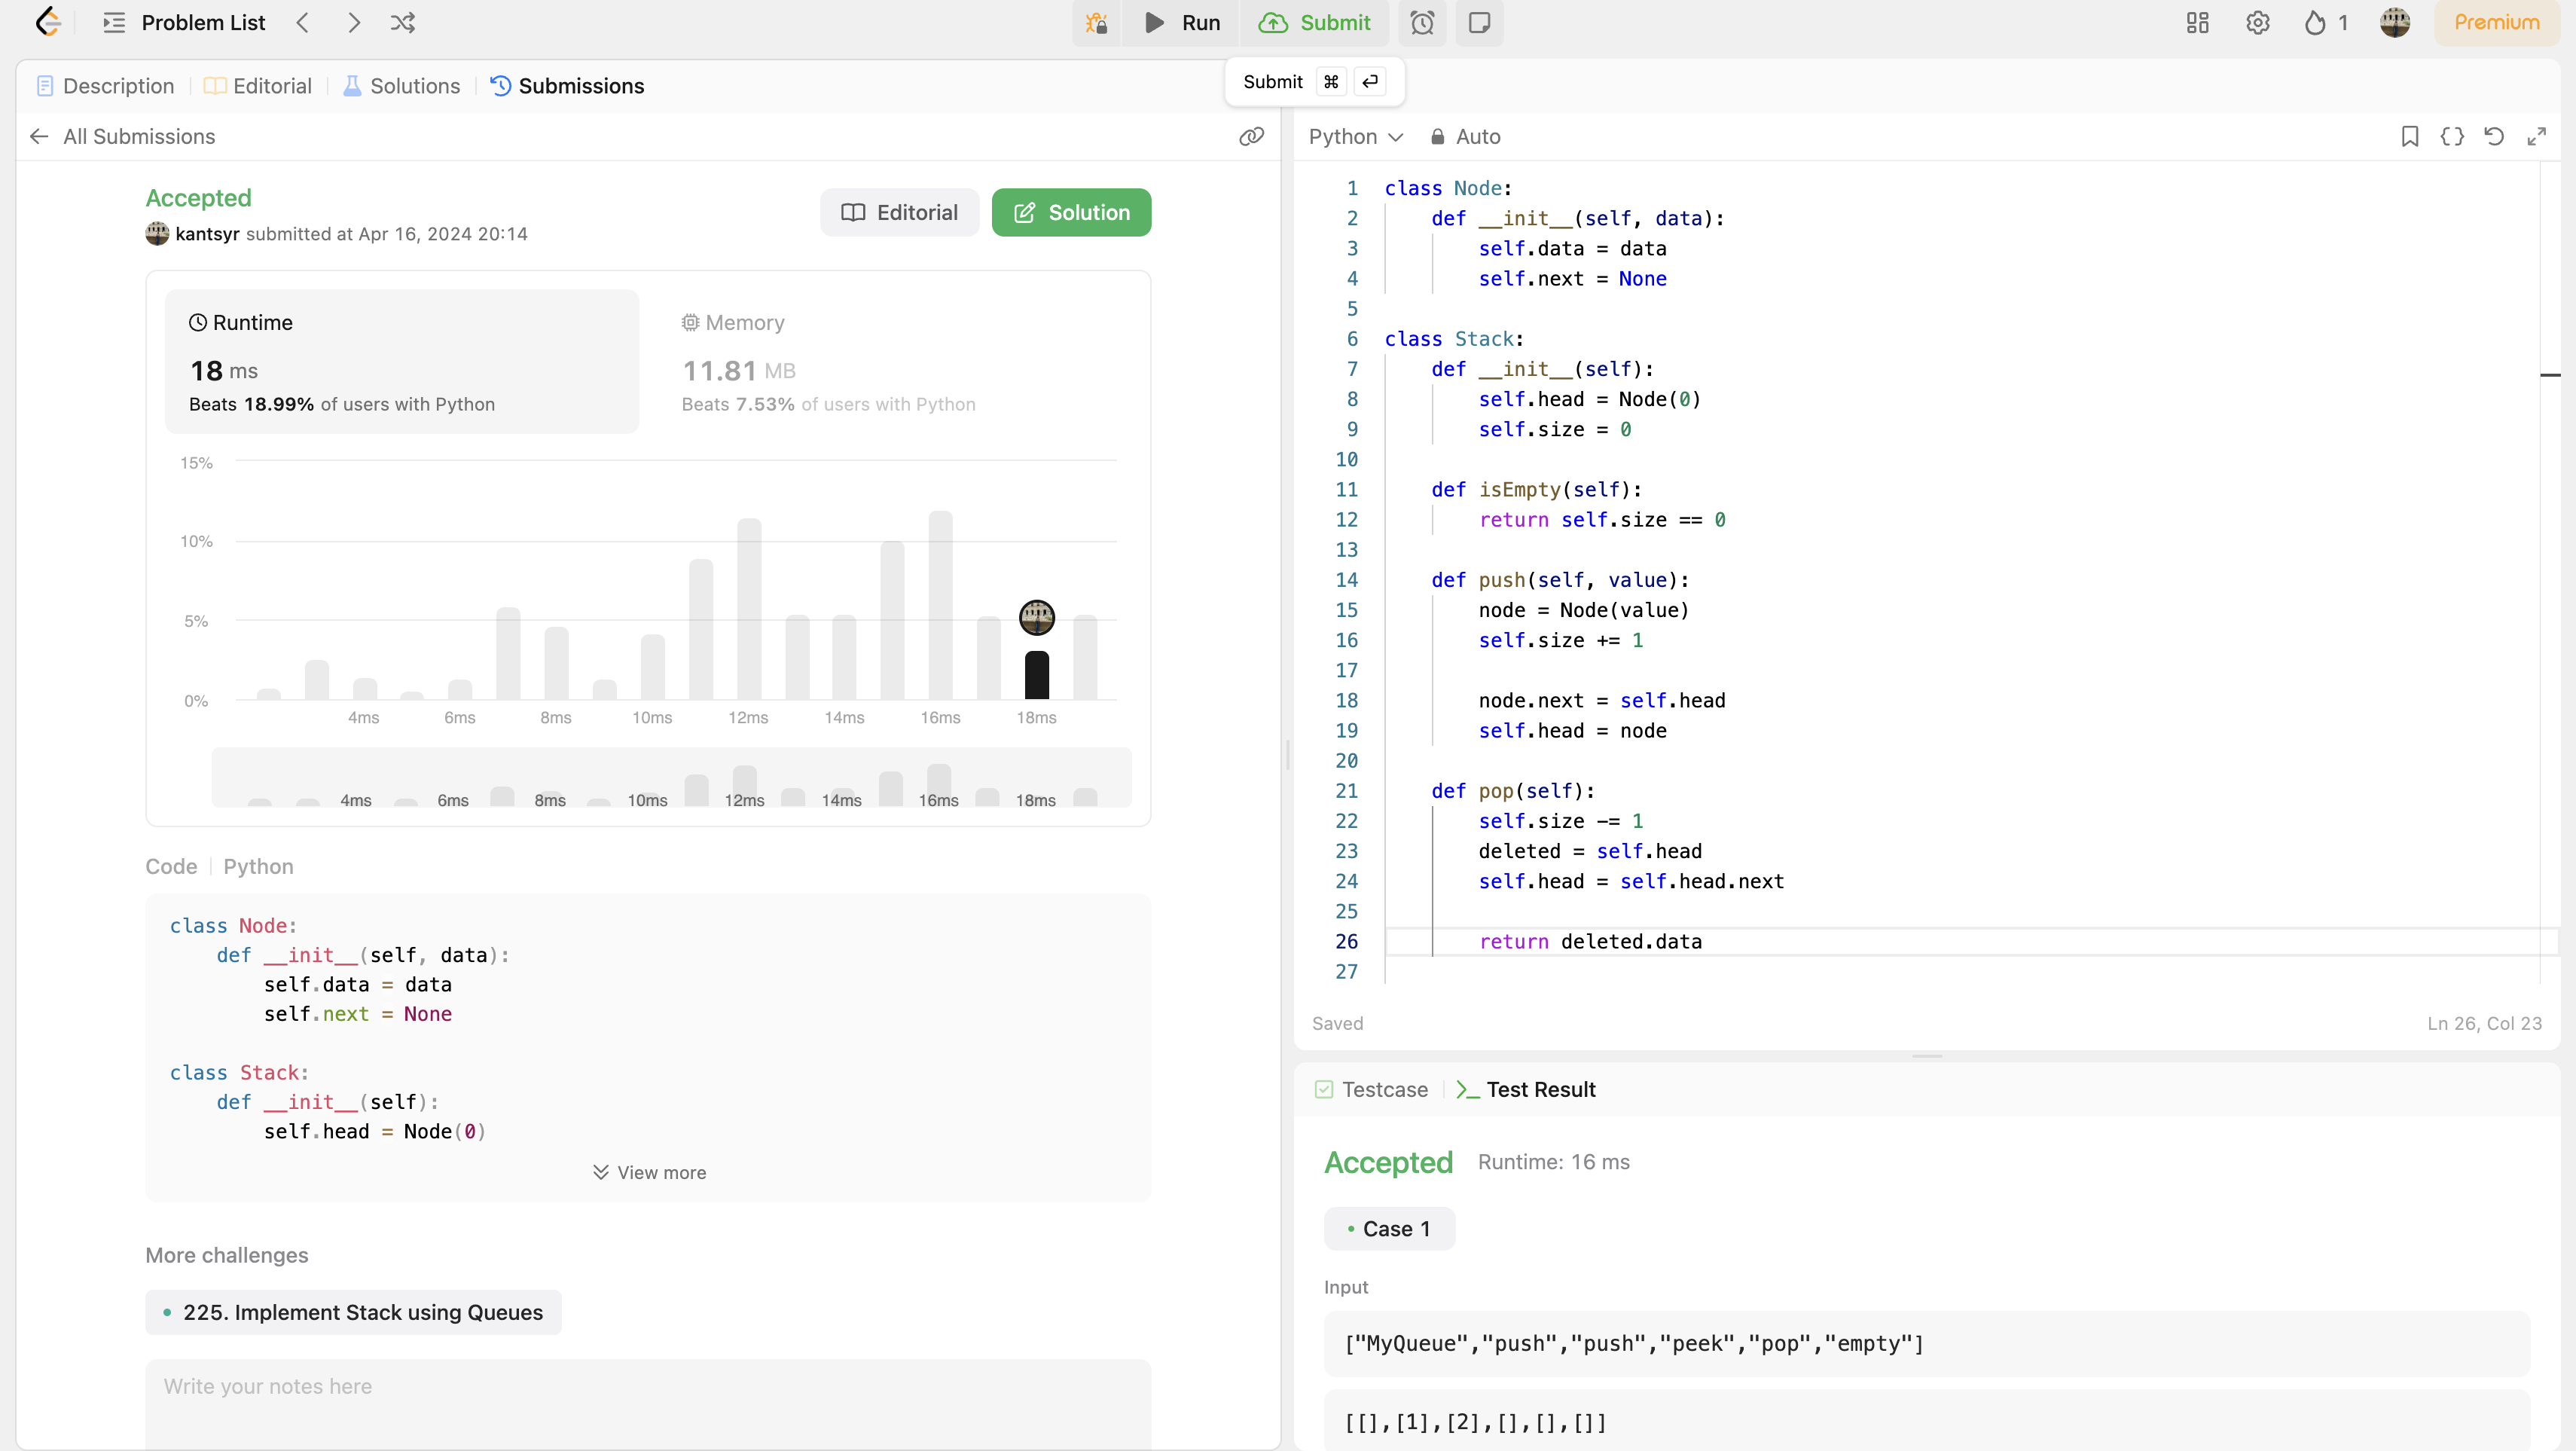 Problem List
Run
Submit
1
Premium
Description
Editorial
Solutions
Submissions
Submit ⌘
All Submissions
Accepted
kantsyr submitted at Apr 16, 2024 20:14
Editorial
Solution
Runtime
18 ms
Beats 18.99% of users with Python
Memory
11.81 MB
Beats 7.53% of users with Python
15%
10%
5%
0%
4ms 6ms 8ms 10ms 12ms 14ms 16ms 18ms
4ms 6ms 8ms 10ms 12ms 14ms 16ms 18ms
Code Python
class Node:
    def __init__(self, data):
        self.data = data
        self.next = None
class Stack:
    def __init__(self):
        self.head = Node(0)
View more
More challenges
225. Implement Stack using Queues
Write your notes here
Python
Auto
1 class Node:
2     def __init__(self, data):
3         self.data = data
4         self.next = None
5
6 class Stack:
7     def __init__(self):
8         self.head = Node(0)
9         self.size = 0
10
11     def isEmpty(self):
12         return self.size == 0
13
14     def push(self, value):
15         node = Node(value)
16         self.size += 1
17
18         node.next = self.head
19         self.head = node
20
21     def pop(self):
22         self.size -= 1
23         deleted = self.head
24         self.head = self.head.next
25
26         return deleted.data
27
Saved
Ln 26, Col 23
Testcase
Test Result
Accepted
Runtime: 16 ms
Case 1
Input
["MyQueue","push","push","peek","pop","empty"]
[[],[1],[2],[],[],[]]